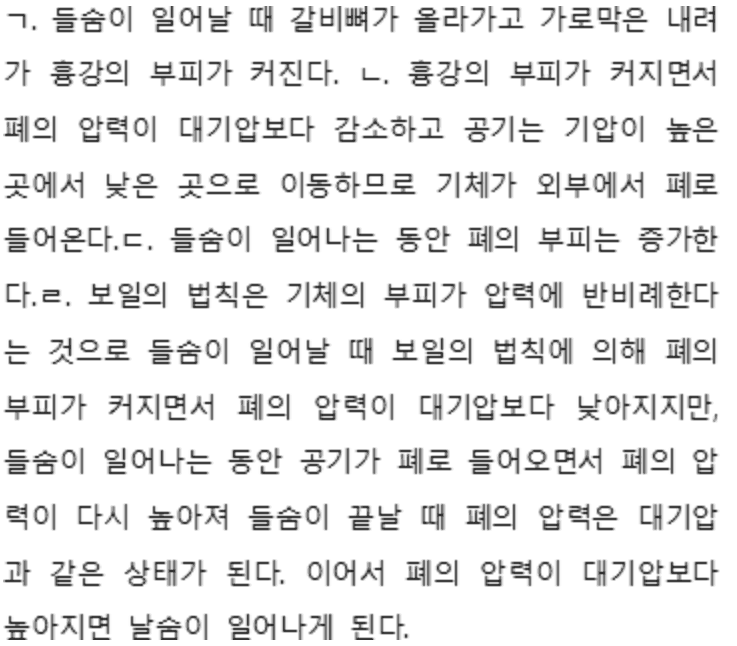 ㄱ. 들숨이 일어날 때 갈비뼈가 올라가고 가로막은 내려
가 흉강의 부피가 커진다. ㄴ. 흉강의 부피가 커지면서
폐의 압력이 대기압보다 감소하고 공기는 기압이 높은
곳에서 낮은 곳으로 이동하므로 기체가 외부에서 폐로
들어온다.ㄷ. 들숨이 일어나는 동안 폐의 부피는 증가한
다.ㄹ. 보일의 법칙은 기체의 부피가 압력에 반비례한다
는 것으로 들숨이 일어날 때 보일의 법칙에 의해 폐의
부피가 커지면서 폐의 압력이 대기압보다 낮아지지만,
들숨이 일어나는 동안 공기가 폐로 들어오면서 폐의 압
력이 다시 높아져 들숨이 끝날 때 폐의 압력은 대기압
과 같은 상태가 된다. 이어서 폐의 압력이 대기압보다
높아지면 날숨이 일어나게 된다.